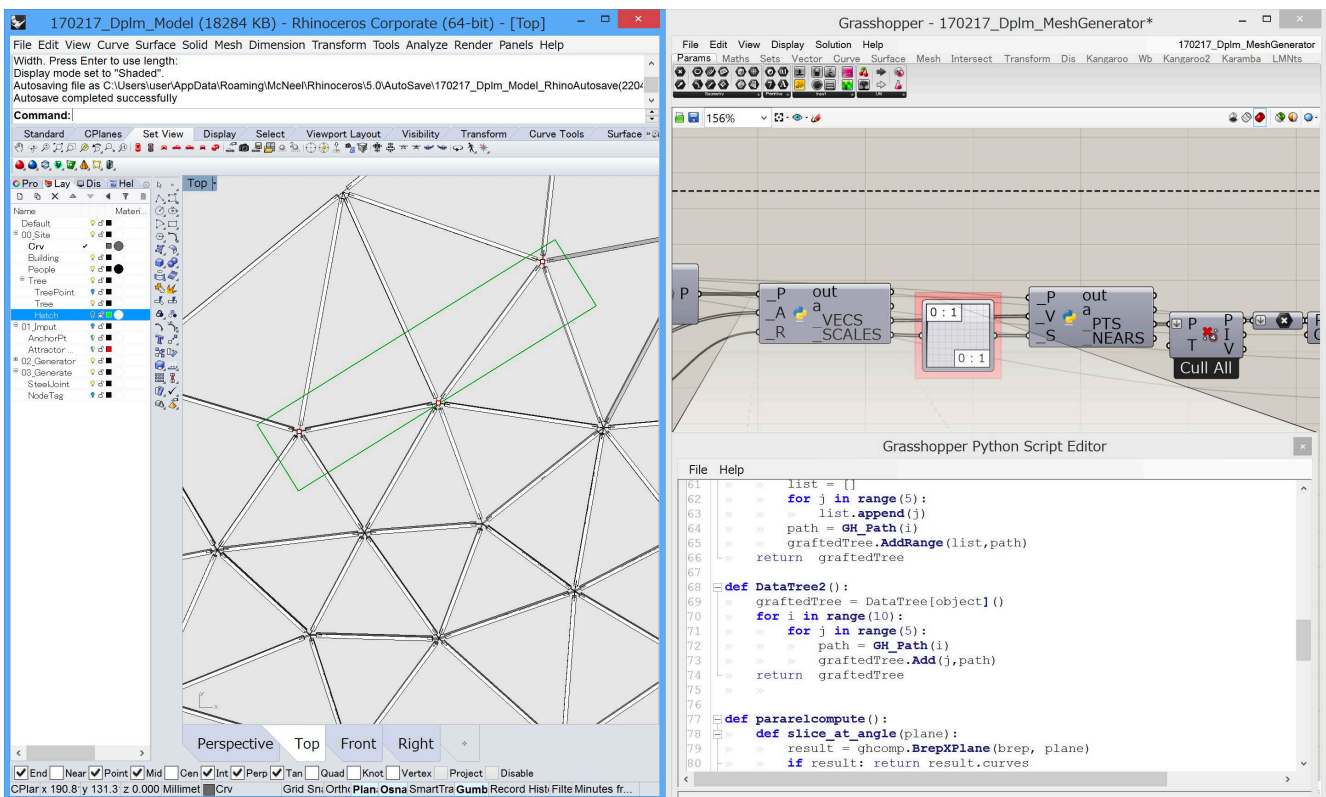 170217_Dplm_Model (18284 KB) - Rhinoceros Corporate (64-bit) - [Top]
File Edit View Curve Surface Solid Mesh Dimension Transform Tools Analyze Render Panels Help
Width. Press Enter to use length:
Display mode set to "Shaded".
Autosaving file as C:\Users\user\AppData\Roaming\McNeel\Rhinoceros\5.0\AutoSave\170217_Dplm_Model_RhinoAutosave(2204
Autosave completed successfully
Command:
Standard CPlanes Set View Display Select Viewport Layout Visibility Transform Curve Tools Surface
Pro Lay Dis Hel
Name Materi...
Default
00_Site
Crv
Building
People
Tree
TreePoint
Tree
Hatch
01_Imput
AnchorPt
Attractor ...
02_Generator
03_Generate
SteelJoint
NodeTag
Top
y
x
Perspective Top Front Right
End Near Point Mid Cen Int Perp Tan Quad Knot Vertex Project Disable
CPlar x 190.8 y 131.3 z 0.000 Millimet Crv Grid Sn Ortho Plan Osna SmartTra Gumb Record Hist Filte Minutes fr...
Grasshopper - 170217_Dplm_MeshGenerator*
File Edit View Display Solution Help 170217_Dplm_MeshGenerator
Params Maths Sets Vector Curve Surface Mesh Intersect Transform Dis Kangaroo Wb Kangaroo2 Karamba LMNts
Geometry Primitive Input Util
156%
P
_P out
_A a
_VECS
_R _SCALES
0 : 1
0 : 1
_P out
_V a
_PTS
_S _NEARS
P P
I
T V
Cull All
Grasshopper Python Script Editor
File Help
61 list = []
62 for j in range(5):
63 list.append(j)
64 path = GH_Path(i)
65 graftedTree.AddRange(list,path)
66 return graftedTree
67
68 def DataTree2():
69 graftedTree = DataTree[object]()
70 for i in range(10):
71 for j in range(5):
72 path = GH_Path(i)
73 graftedTree.Add(j,path)
74 return graftedTree
75
76
77 def pararelcompute():
78 def slice_at_angle(plane):
79 result = ghcomp.BrepXPlane(brep, plane)
80 if result: return result.curves